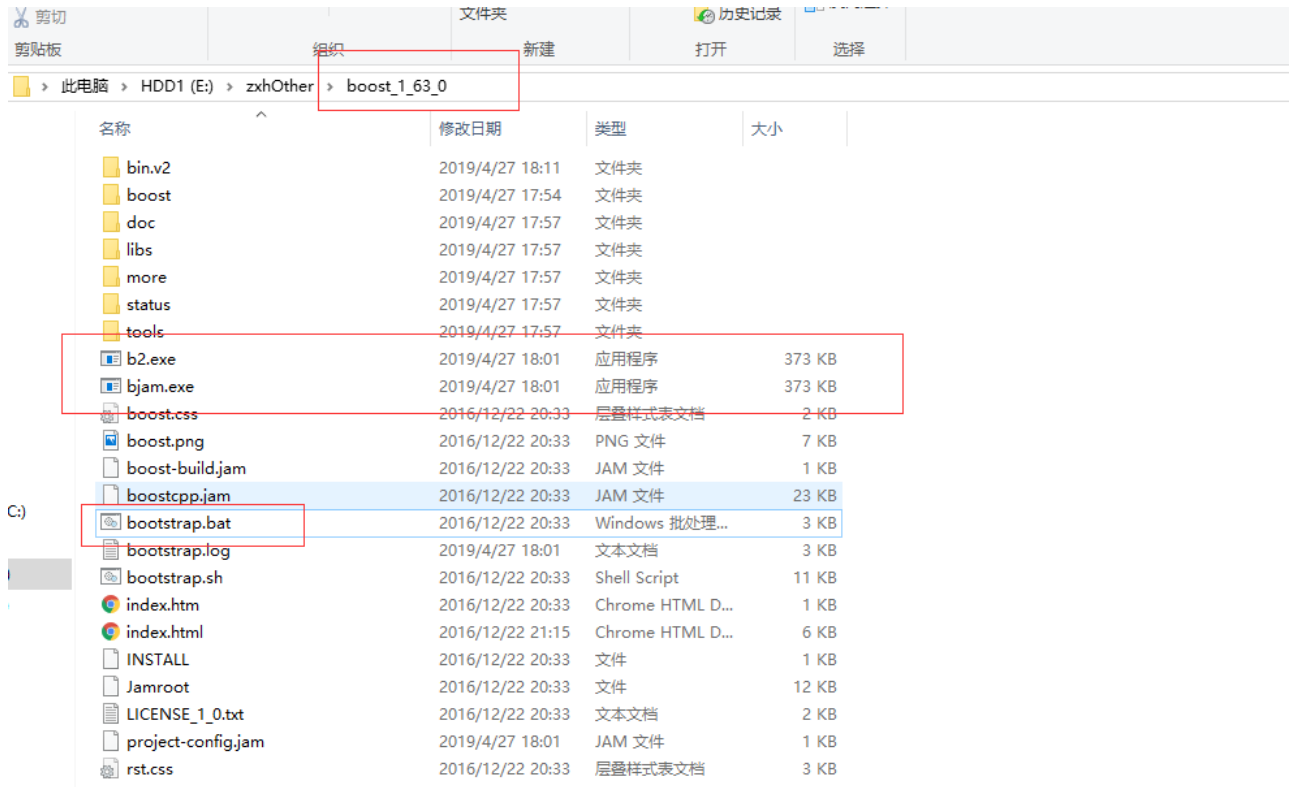 剪切 文件夹 历史记录
剪贴板 组织 新建 打开 选择
› 此电脑 › HDD1 (E:) › zxhOther › boost_1_63_0
名称 修改日期 类型 大小
bin.v2 2019/4/27 18:11 文件夹
boost 2019/4/27 17:54 文件夹
doc 2019/4/27 17:57 文件夹
libs 2019/4/27 17:57 文件夹
more 2019/4/27 17:57 文件夹
status 2019/4/27 17:57 文件夹
tools 2019/4/27 17:57 文件夹
b2.exe 2019/4/27 18:01 应用程序 373 KB
bjam.exe 2019/4/27 18:01 应用程序 373 KB
boost.css 2016/12/22 20:33 层叠样式表文档 2 KB
boost.png 2016/12/22 20:33 PNG 文件 7 KB
boost-build.jam 2016/12/22 20:33 JAM 文件 1 KB
boostcpp.jam 2016/12/22 20:33 JAM 文件 23 KB
C:)
bootstrap.bat 2016/12/22 20:33 Windows 批处理... 3 KB
bootstrap.log 2019/4/27 18:01 文本文档 3 KB
bootstrap.sh 2016/12/22 20:33 Shell Script 11 KB
index.htm 2016/12/22 20:33 Chrome HTML D... 1 KB
index.html 2016/12/22 21:15 Chrome HTML D... 6 KB
INSTALL 2016/12/22 20:33 文件 1 KB
Jamroot 2016/12/22 20:33 文件 12 KB
LICENSE_1_0.txt 2016/12/22 20:33 文本文档 2 KB
project-config.jam 2019/4/27 18:01 JAM 文件 1 KB
rst.css 2016/12/22 20:33 层叠样式表文档 3 KB